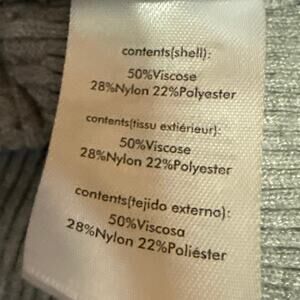 contents(shell):
50%Viscose
28%Nylon 22%Polyester
contents(tissu extérieur):
50%Viscose
28%Nylon 22%Polyester
contents(tejido externo):
50%Viscosa
28%Nylon 22%Poliéster